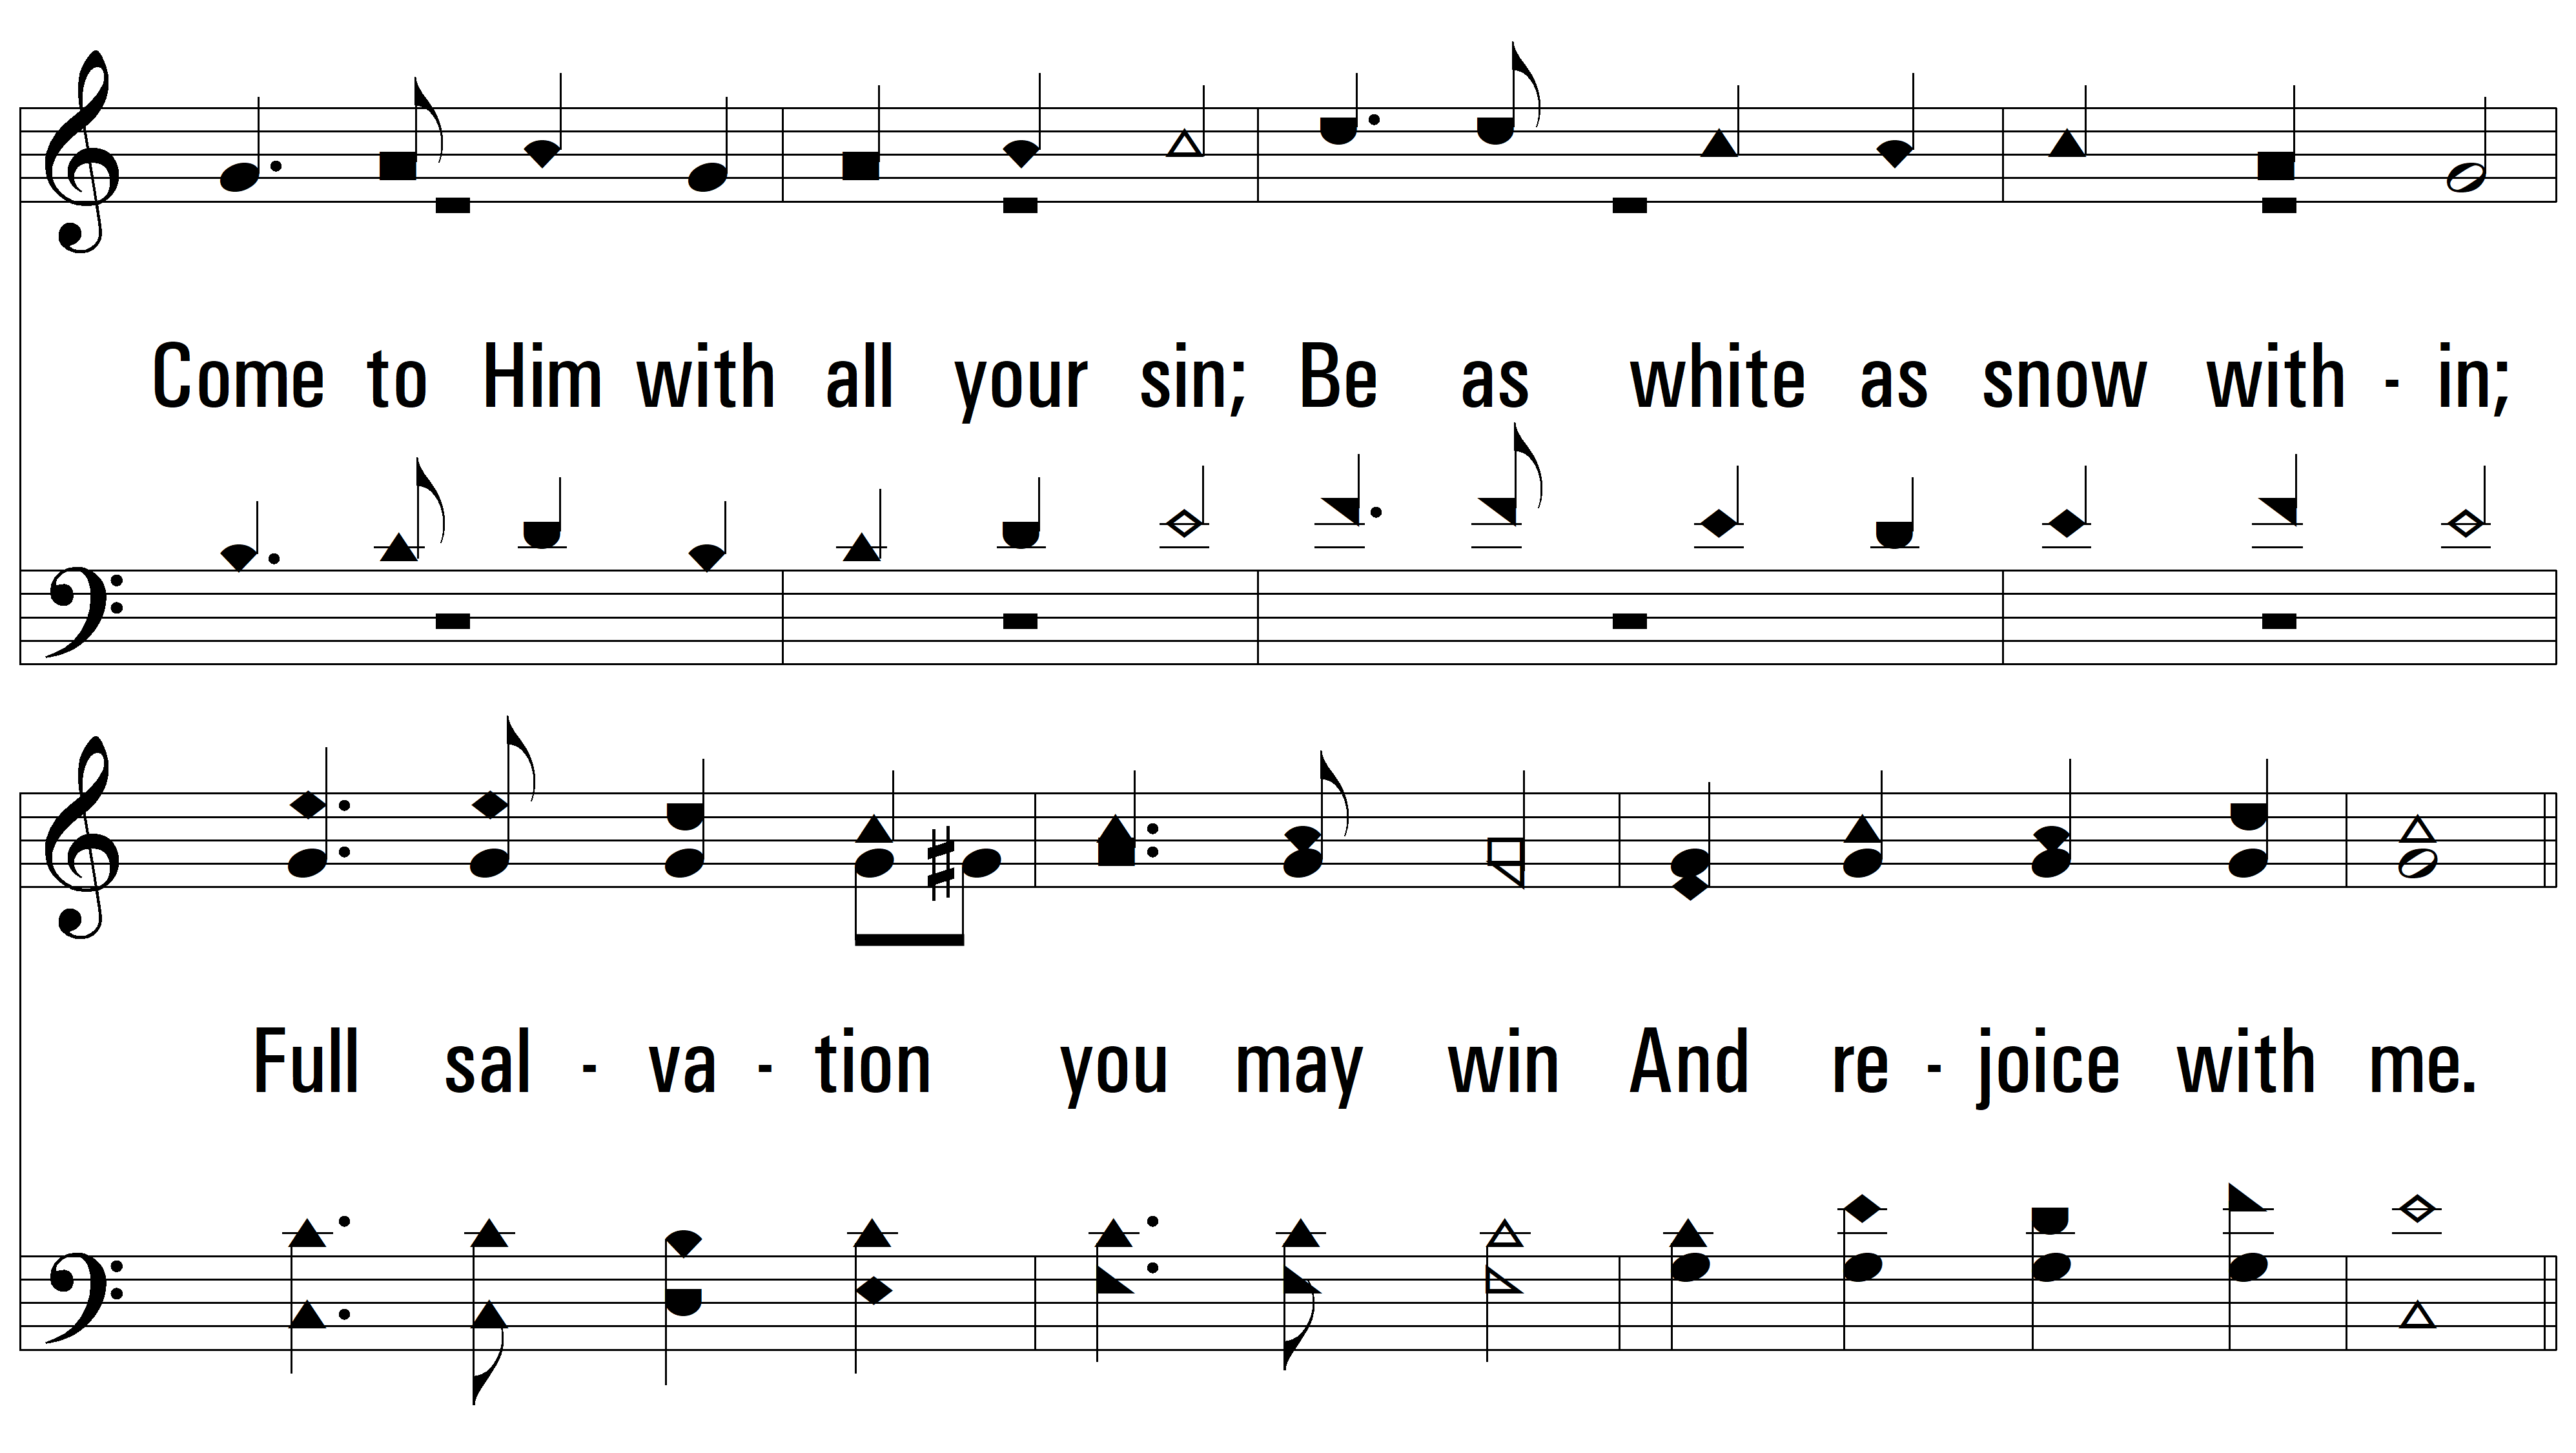 Come to Him with all your sin; Be as white as snow with - in;
Full sal - va - tion you may win And re - joice with me.